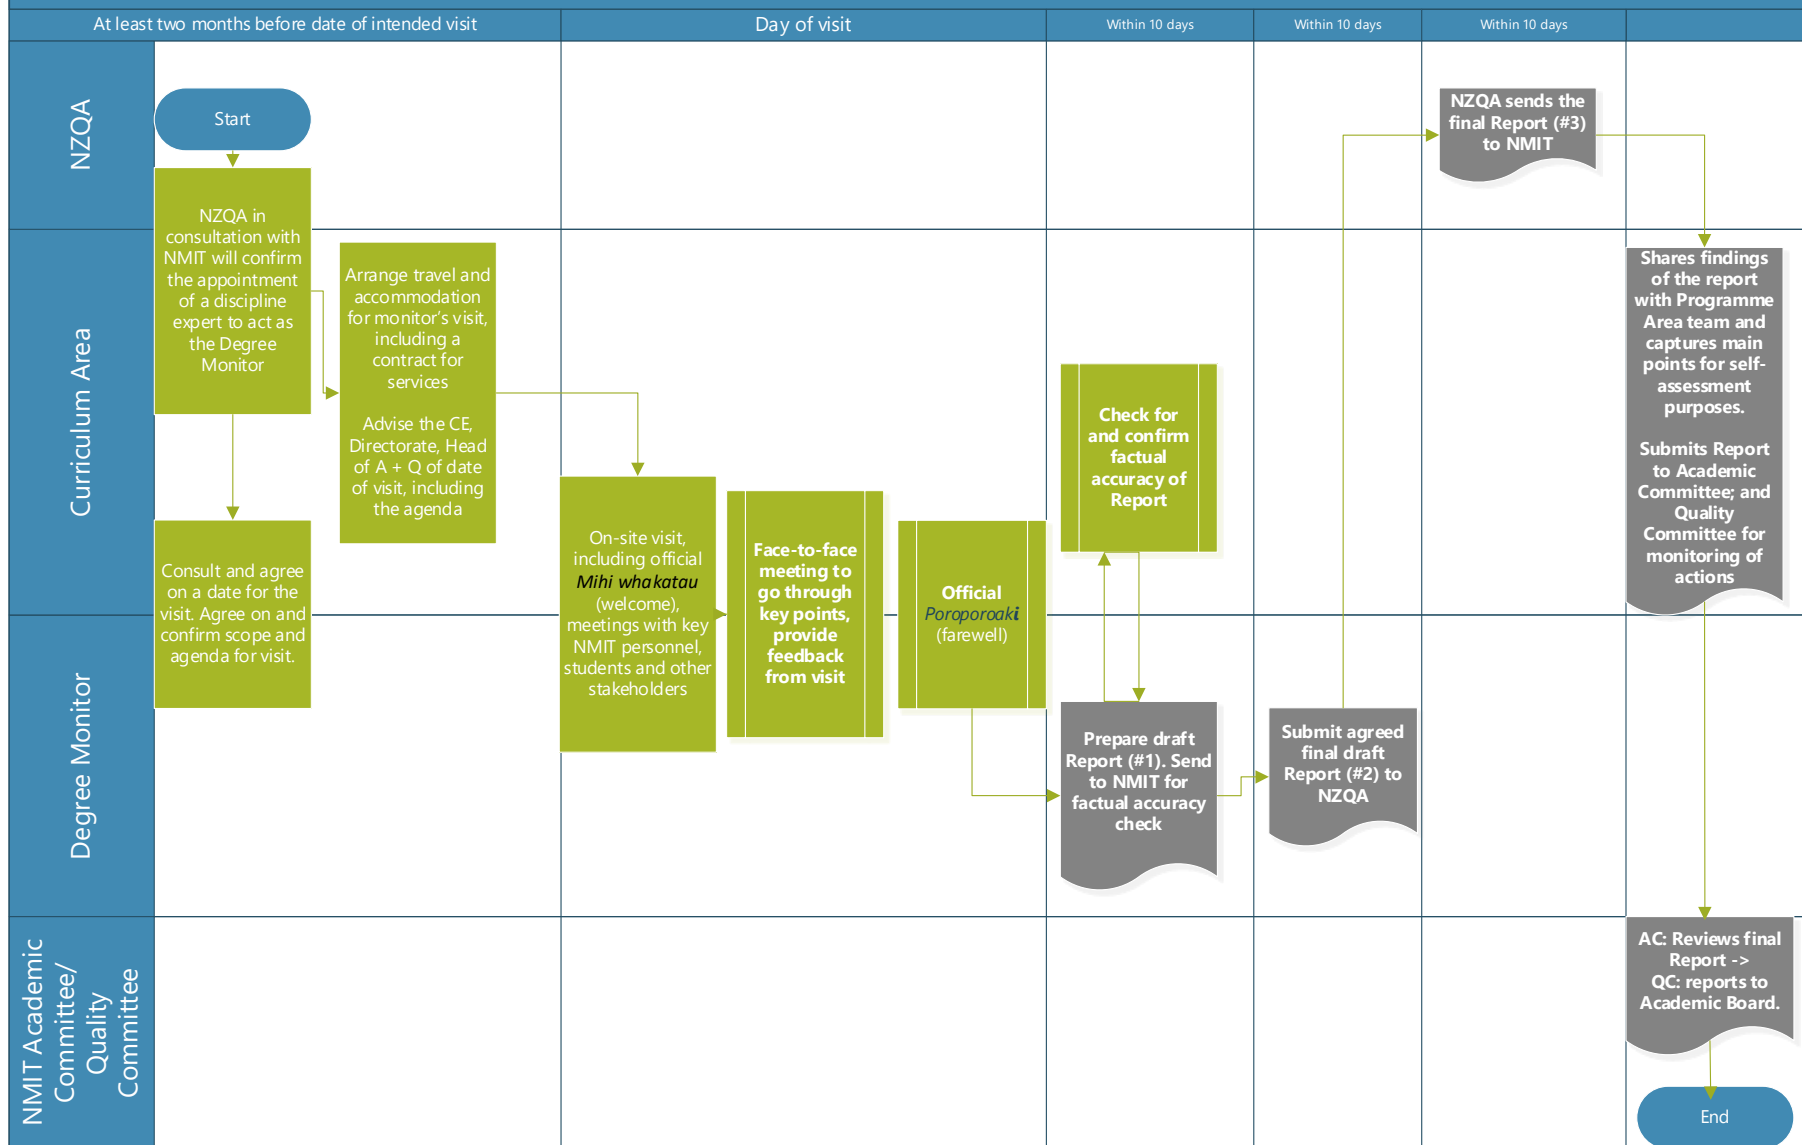 At least two months before date of intended visit
Day of visit
Within 10 days
Within 10 days
Within 10 days
NZQA
Start
NZQA in
consultation with
NMIT will confirm
the appointment
of a discipline
expert to act as
the Degree
Monitor
NZQA sends the
final Report (#3)
to NMIT
Curriculum Area
Arrange travel and
accommodation
for monitor's visit,
including a
contract for
services
Advise the CE,
Directorate, Head
of A + Q of date
of visit, including
the agenda
Consult and agree
on a date for the
visit. Agree on and
confirm scope and
agenda for visit.
On-site visit,
including official
Mihi whakatau
(welcome),
meetings with key
NMIT personnel,
students and other
stakeholders
Face-to-face
meeting to
go through
key points,
provide
feedback
from visit
Official
Poroporoaki
(farewell)
Check for
and confirm
factual
accuracy of
Report
Shares findings
of the report
with Programme
Area team and
captures main
points for self-
assessment
purposes.
Submits Report
to Academic
Committee; and
Quality
Committee for
monitoring of
actions
Degree Monitor
Prepare draft
Report (#1). Send
to NMIT for
factual accuracy
check
Submit agreed
final draft
Report (#2) to
NZQA
NMIT Academic
Committee/
Quality
Committee
AC: Reviews final
Report ->
QC: reports to
Academic Board.
End